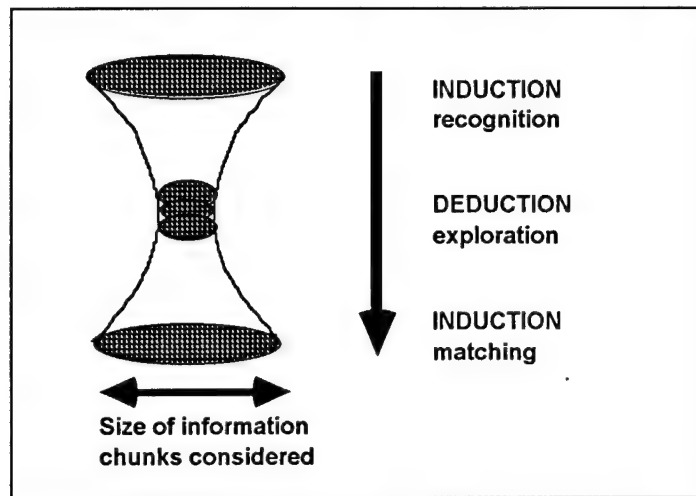 INDUCTION
recognition
DEDUCTION
exploration
INDUCTION
matching
Size of information
chunks considered